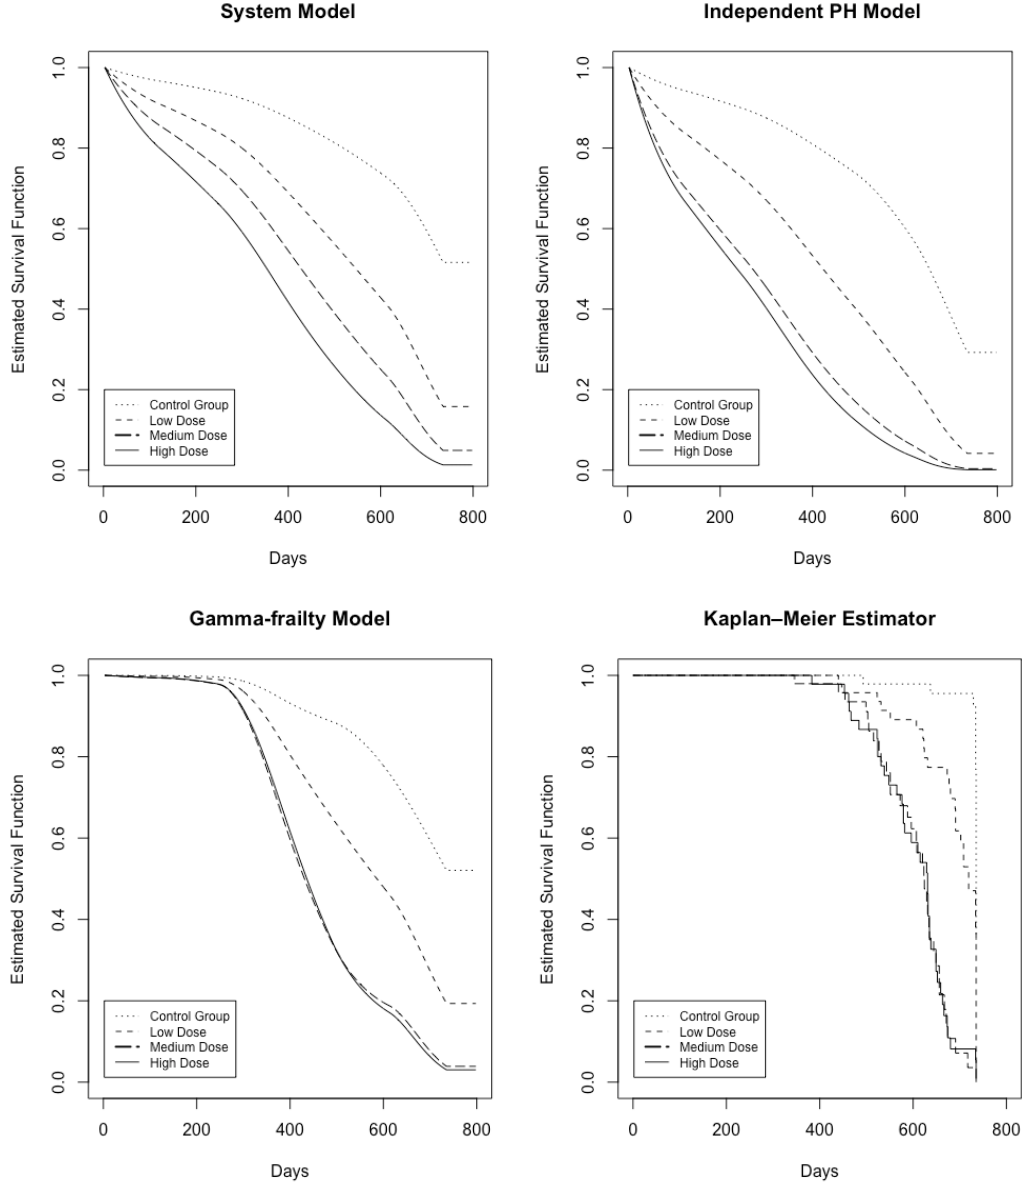 System Model
Estimated Survival Function
1.0
0.8
0.6
0.4
0.2
0.0
Control Group
Low Dose
Medium Dose
High Dose
0 200 400 600 800
Days
Independent PH Model
Estimated Survival Function
1.0
0.8
0.6
0.4
0.2
0.0
Control Group
Low Dose
Medium Dose
High Dose
0 200 400 600 800
Days
Gamma-frailty Model
Estimated Survival Function
1.0
0.8
0.6
0.4
0.2
0.0
Control Group
Low Dose
Medium Dose
High Dose
0 200 400 600 800
Days
Kaplan–Meier Estimator
Estimated Survival Function
1.0
0.8
0.6
0.4
0.2
0.0
Control Group
Low Dose
Medium Dose
High Dose
0 200 400 600 800
Days